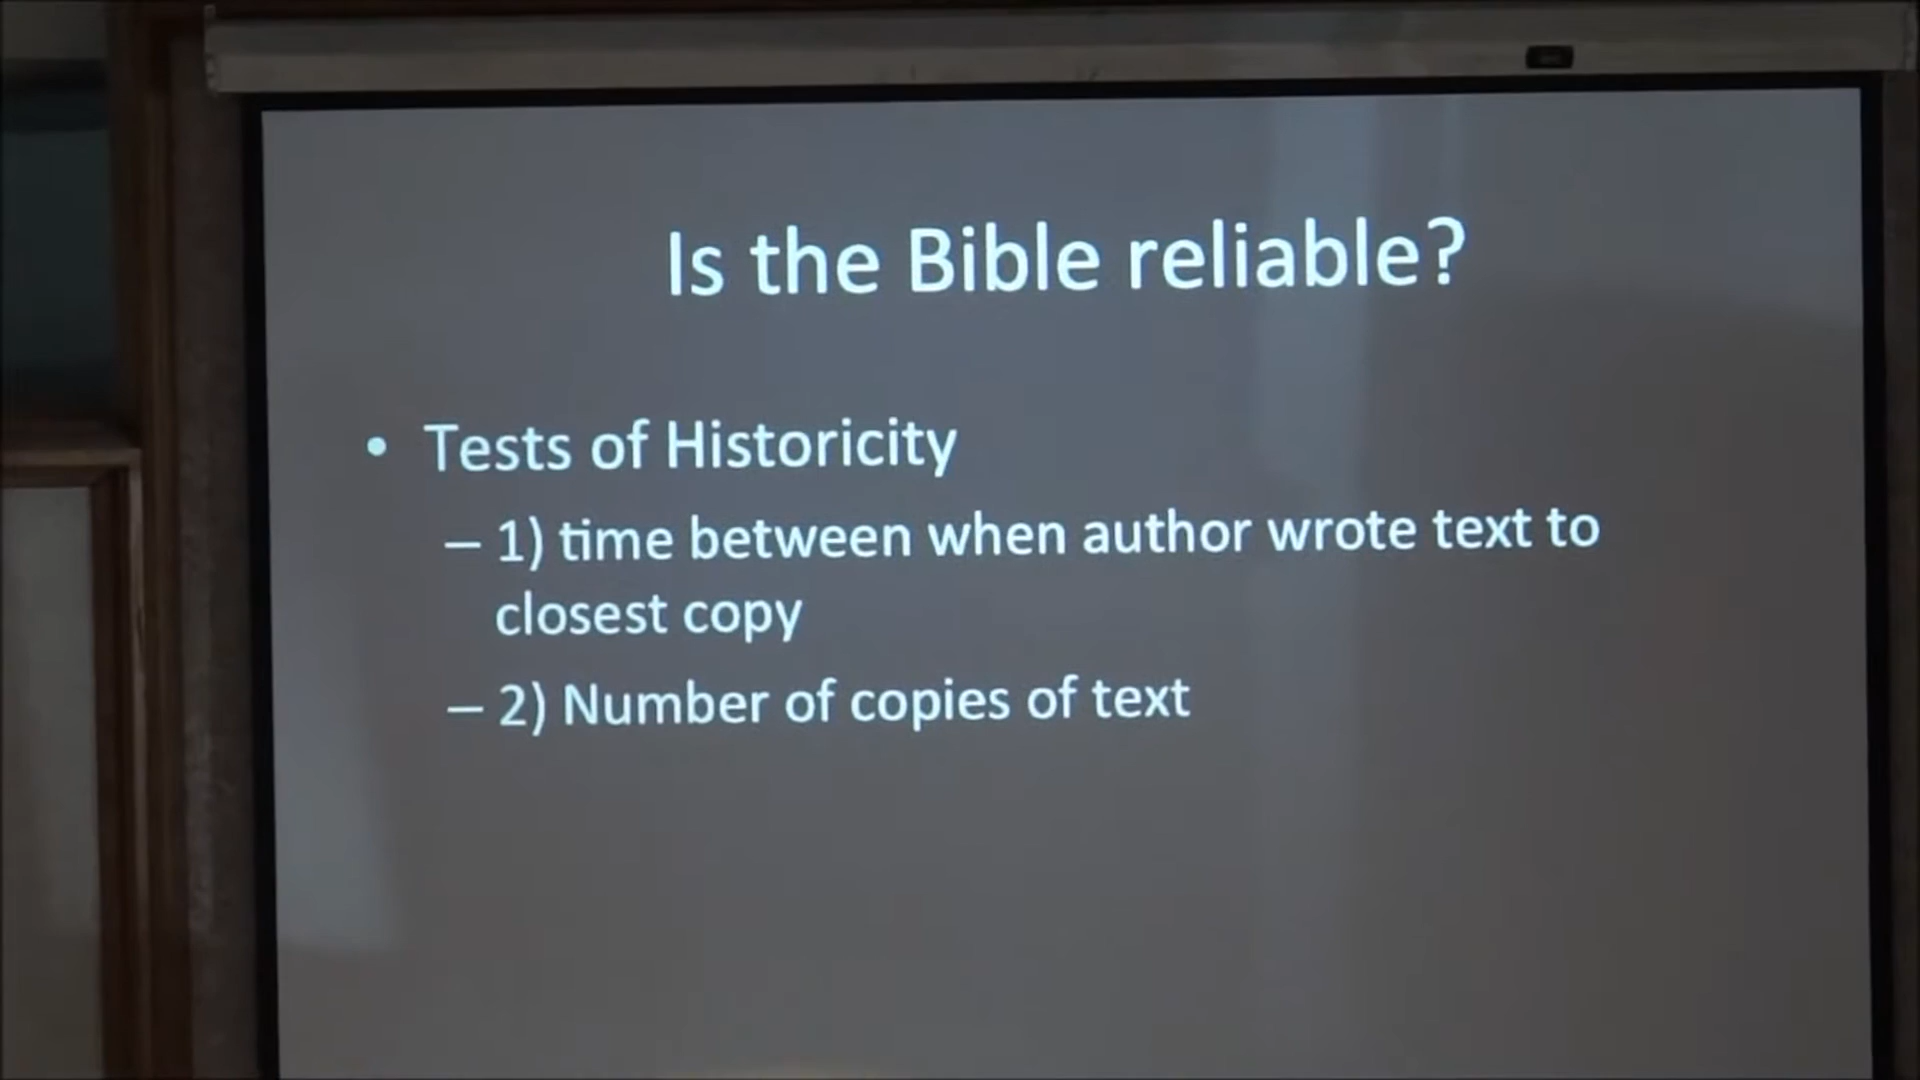 Is the Bible reliable?
• Tests of Historicity
– 1) time between when author wrote text to
closest copy
– 2) Number of copies of text